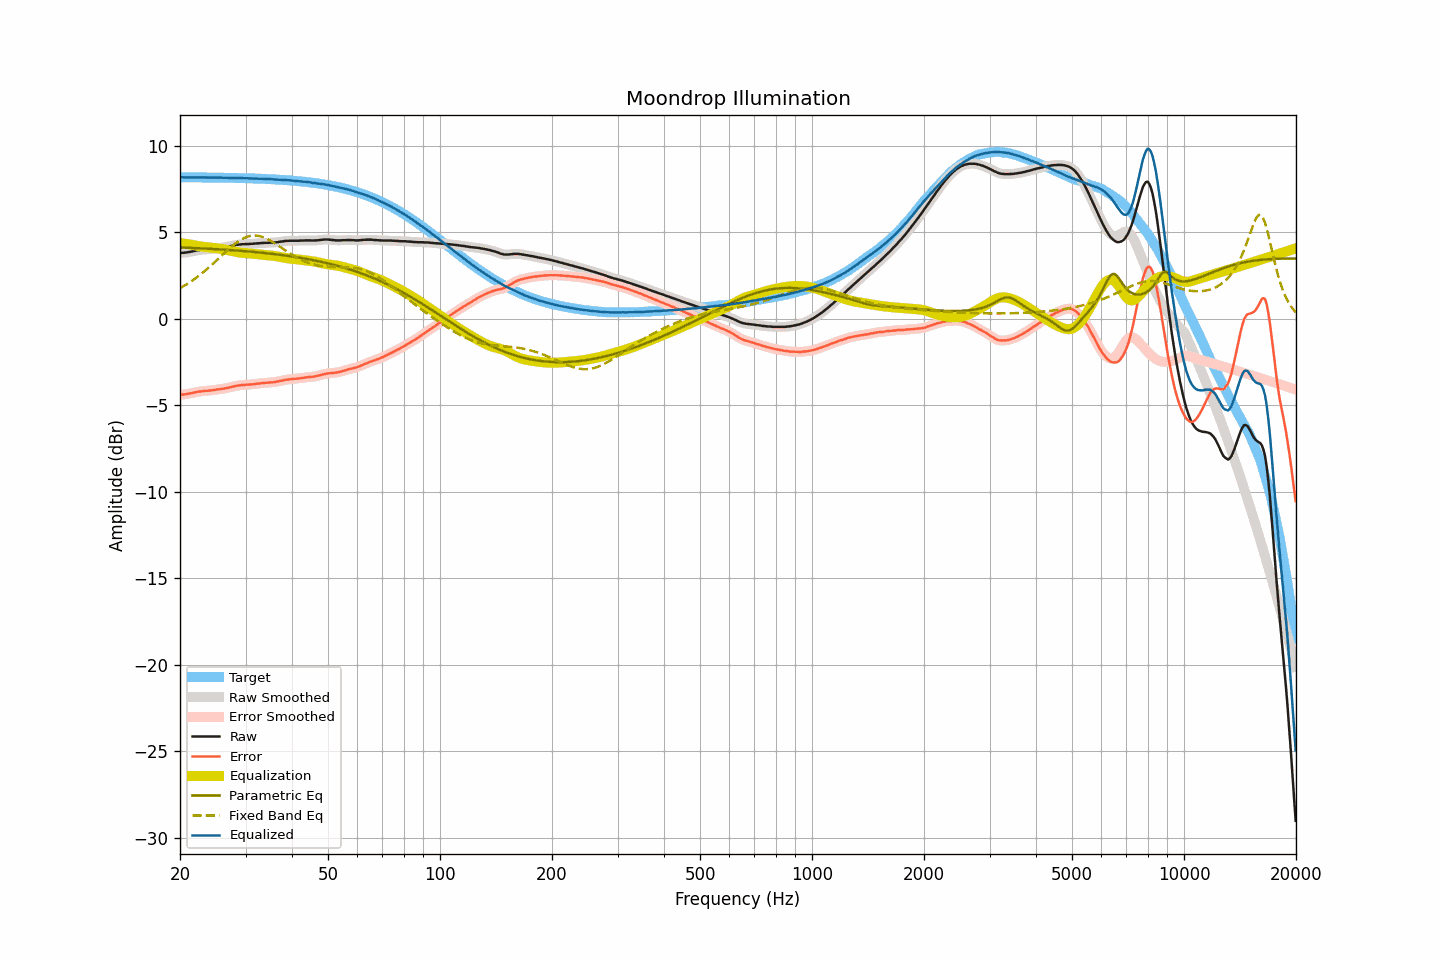 Moondrop Illumination
10
5
0
−5
−10
−15
−20
−25
−30
Amplitude (dBr)
Target
Raw Smoothed
Error Smoothed
Raw
Error
Equalization
Parametric Eq
Fixed Band Eq
Equalized
20 50 100 200 500 1000 2000 5000 10000 20000
Frequency (Hz)